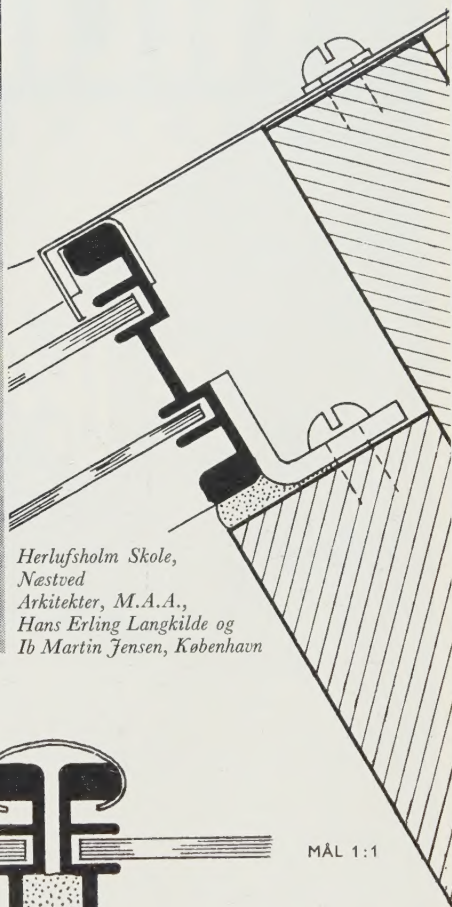 Herlufsholm Skole,
Næstved
Arkitekter, M.A.A.,
Hans Erling Langkilde og
Ib Martin Jensen, København
MÅL 1:1